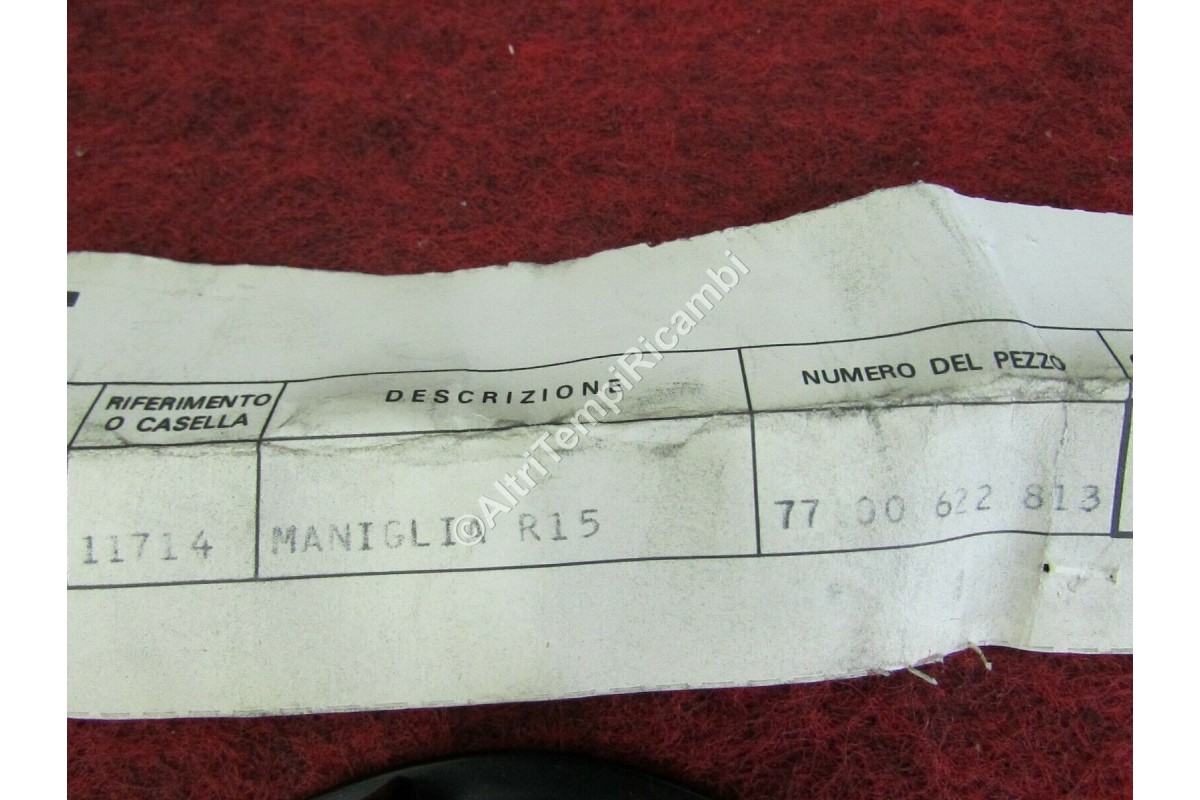 RIFERIMENTO
O CASELLA
DESCRIZIONE
NUMERO DEL PEZZO
11714
MANIGLIA R15
77 00 622 813
©AltriTempiRicambi